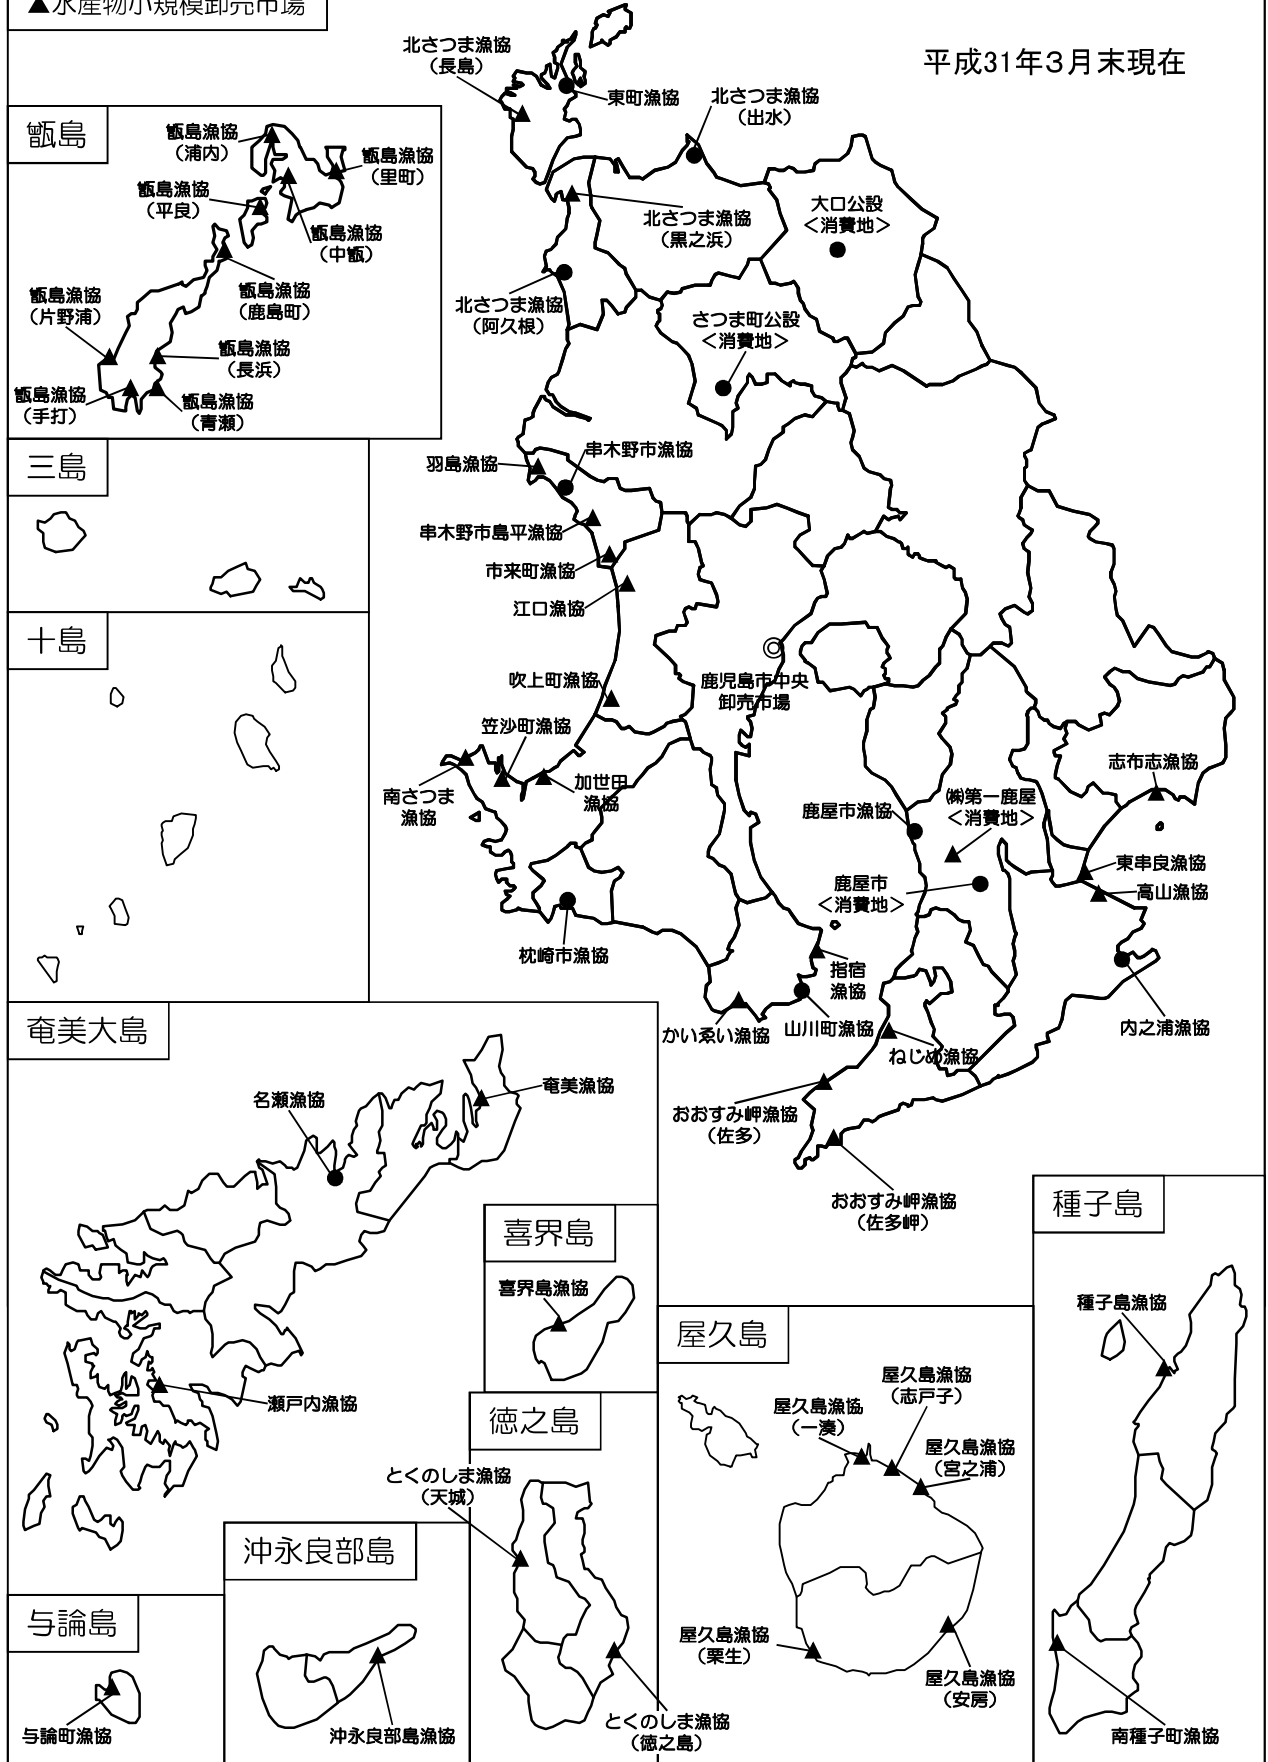 ▲水産物小規模卸売市場
平成31年3月末現在
北さつま漁協
（長島）
東町漁協
北さつま漁協
（出水）
甑島
甑島漁協
（浦内）
甑島漁協
（里町）
甑島漁協
（平良）
甑島漁協
（中甑）
甑島漁協
（鹿島町）
甑島漁協
（片野浦）
甑島漁協
（長浜）
甑島漁協
（手打）
甑島漁協
（青瀬）
北さつま漁協
（黒之浜）
大口公設
＜消費地＞
北さつま漁協
（阿久根）
さつま町公設
＜消費地＞
三島
羽島漁協
串木野市漁協
串木野市島平漁協
市来町漁協
江口漁協
十島
吹上町漁協
鹿児島市中央
卸売市場
笠沙町漁協
南さつま
漁協
加世田
漁協
志布志漁協
鹿屋市漁協
㈱第一鹿屋
＜消費地＞
東串良漁協
高山漁協
鹿屋市
＜消費地＞
枕崎市漁協
指宿
漁協
かいゑい漁協
山川町漁協
ねじめ漁協
内之浦漁協
おおすみ岬漁協
（佐多）
おおすみ岬漁協
（佐多岬）
奄美大島
名瀬漁協
奄美漁協
瀬戸内漁協
喜界島
喜界島漁協
種子島
種子島漁協
南種子町漁協
屋久島
屋久島漁協
（志戸子）
屋久島漁協
（一湊）
屋久島漁協
（宮之浦）
屋久島漁協
（栗生）
屋久島漁協
（安房）
徳之島
とくのしま漁協
（天城）
とくのしま漁協
（徳之島）
沖永良部島
沖永良部島漁協
与論島
与論町漁協